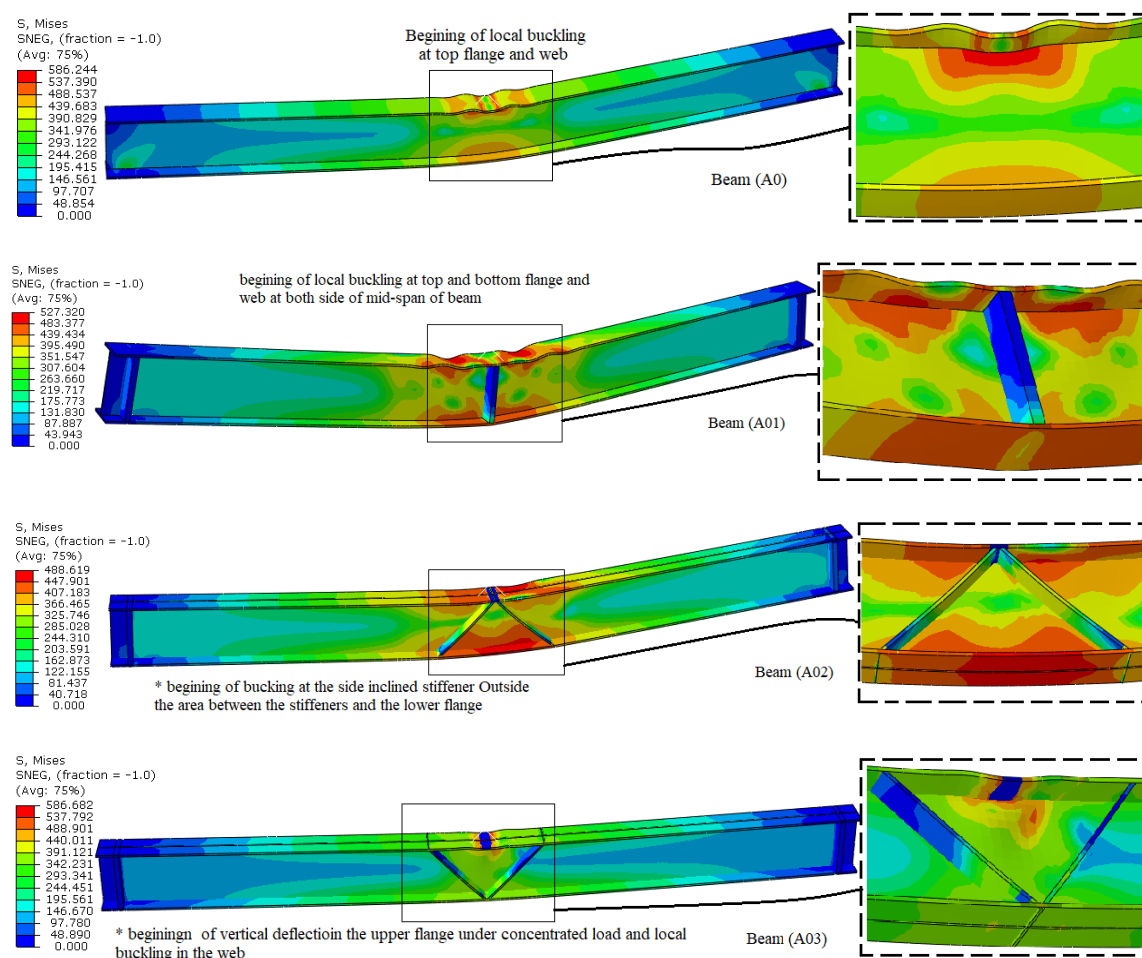 S, Mises
SNEG, (fraction = -1.0)
(Avg: 75%)
586.244
537.390
488.537
439.683
390.829
341.976
293.122
244.268
195.415
146.561
97.707
48.854
0.000
Begining of local buckling
at top flange and web
Beam (A0)
S, Mises
SNEG, (fraction = -1.0)
(Avg: 75%)
527.320
483.377
439.434
395.490
351.547
307.604
263.660
219.717
175.773
131.830
87.887
43.943
0.000
begining of local buckling at top and bottom flange and
web at both side of mid-span of beam
Beam (A01)
S, Mises
SNEG, (fraction = -1.0)
(Avg: 75%)
488.619
447.901
407.183
366.465
325.746
285.028
244.310
203.591
162.873
122.155
81.437
40.718
0.000
* begining of bucking at the side inclined stiffener Outside
the area between the stiffeners and the lower flange
Beam (A02)
S, Mises
SNEG, (fraction = -1.0)
(Avg: 75%)
586.682
537.792
488.901
440.011
391.121
342.231
293.341
244.451
195.561
146.670
97.780
48.890
0.000
* beginingn of vertical deflectioin the upper flange under concentrated load and local
buckling in the web
Beam (A03)